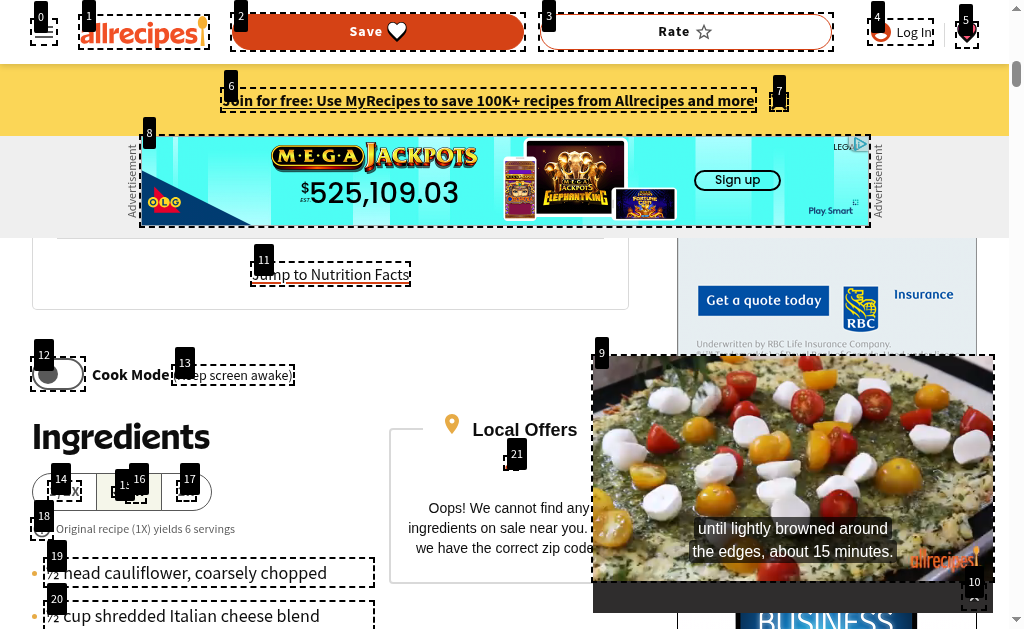 0
1
2
3
4
5
allrecipes
Save
Rate
Log In
6
7
Join for free: Use MyRecipes to save 100K+ recipes from Allrecipes and more
8
Advertisement
MEGA JACKPOTS
$525,109.03
EST.
OLG
MEGA JACKPOTS
ELEPHANT KING
Sign up
Play Smart
Advertisement
11
Jump to Nutrition Facts
Get a quote today
RBC
Insurance
Underwritten by RBC Life Insurance Company.
12
13
Cook Mode
(Keep screen awake)
9
until lightly browned around
the edges, about 15 minutes.
allrecipes
10
Ingredients
14
16
17
18
Original recipe (1X) yields 6 servings
19
½ head cauliflower, coarsely chopped
20
½ cup shredded Italian cheese blend
Local Offers
21
Oops! We cannot find any
ingredients on sale near you.
we have the correct zip code
BUSINESS